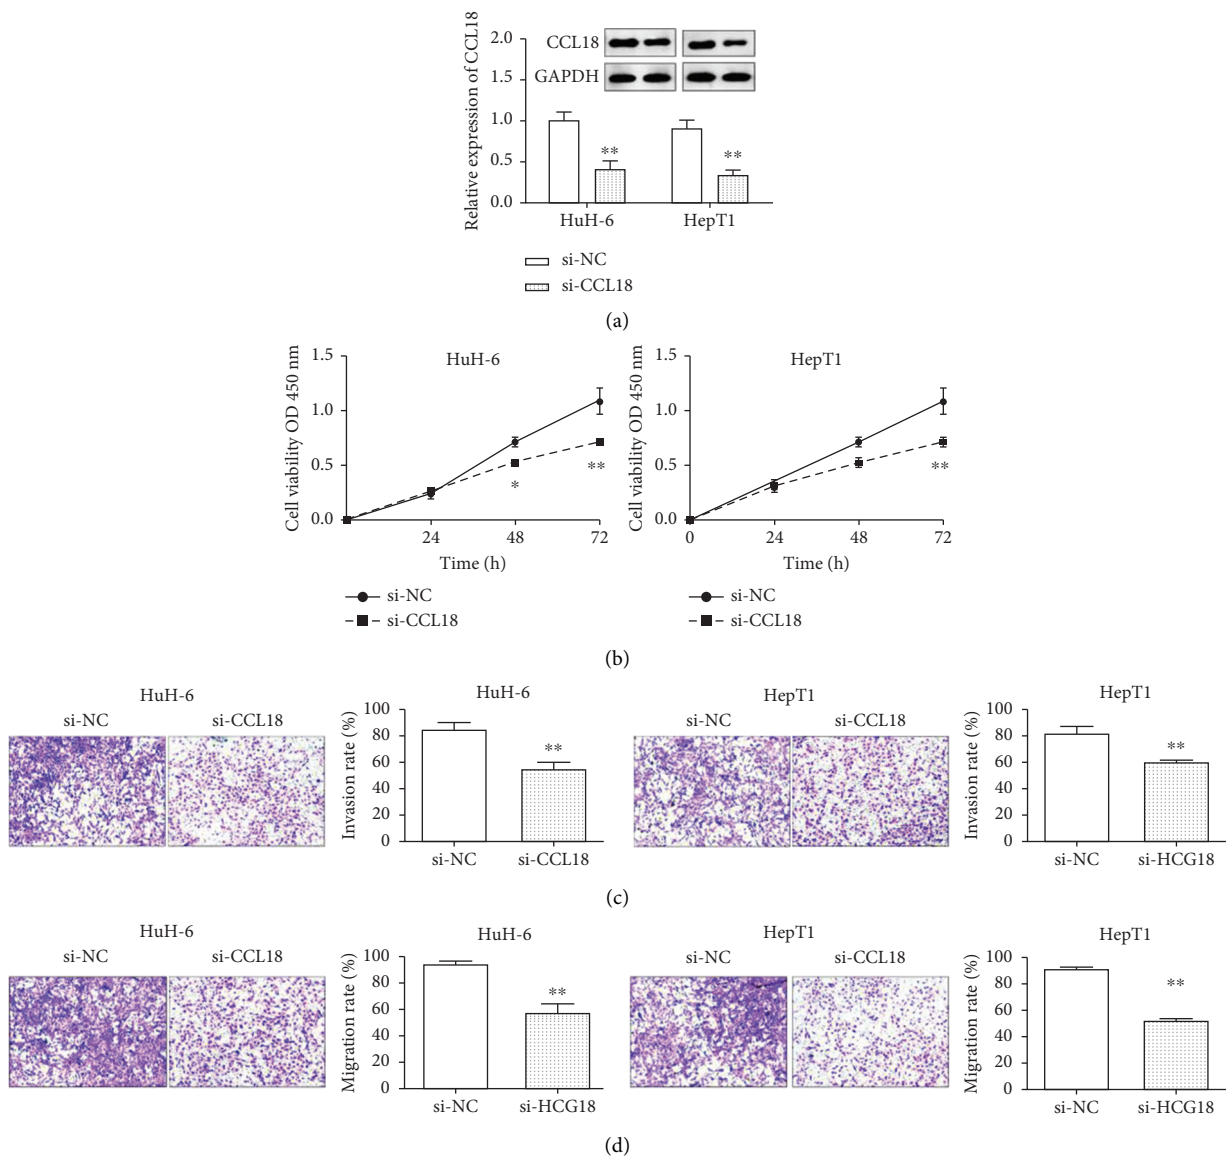 Relative expression of CCL18
2.0
1.5
1.0
0.5
0.0
CCL18
GAPDH
**
**
HuH-6
HepT1
si-NC
si-CCL18
(a)
Cell viability OD 450 nm
1.5
1.0
0.5
0.0
HuH-6
*
**
24
48
72
Time (h)
si-NC
si-CCL18
Cell viability OD 450 nm
1.5
1.0
0.5
0.0
HepT1
**
0
24
48
72
Time (h)
si-NC
si-CCL18
(b)
HuH-6
si-NC
si-CCL18
HuH-6
Invasion rate (%)
100
80
60
40
20
0
**
si-NC
si-CCL18
HepT1
si-NC
si-CCL18
HepT1
Invasion rate (%)
100
80
60
40
20
0
**
si-NC
si-HCG18
(c)
HuH-6
si-NC
si-CCL18
HuH-6
Migration rate (%)
100
80
60
40
20
0
**
si-NC
si-HCG18
HepT1
si-NC
si-CCL18
HepT1
Migration rate (%)
100
80
60
40
20
0
**
si-NC
si-HCG18
(d)